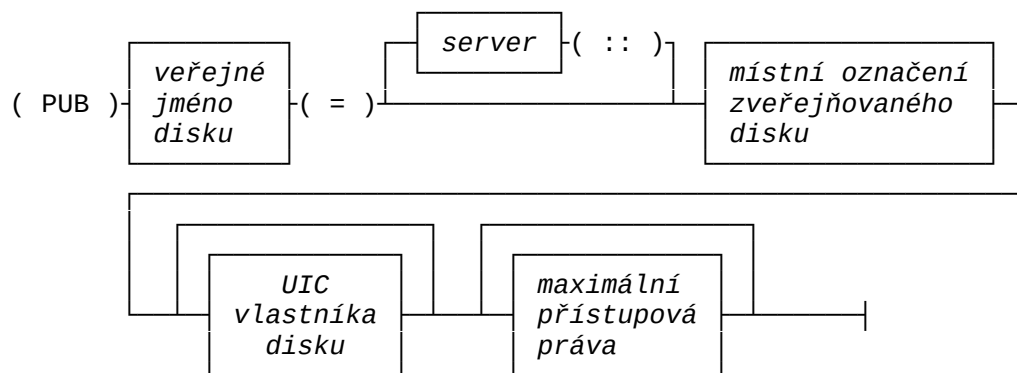 server ( :: )
( PUB ) veřejné jméno disku ( = ) místní označení zveřejňovaného disku
UIC vlastníka disku maximální přístupová práva